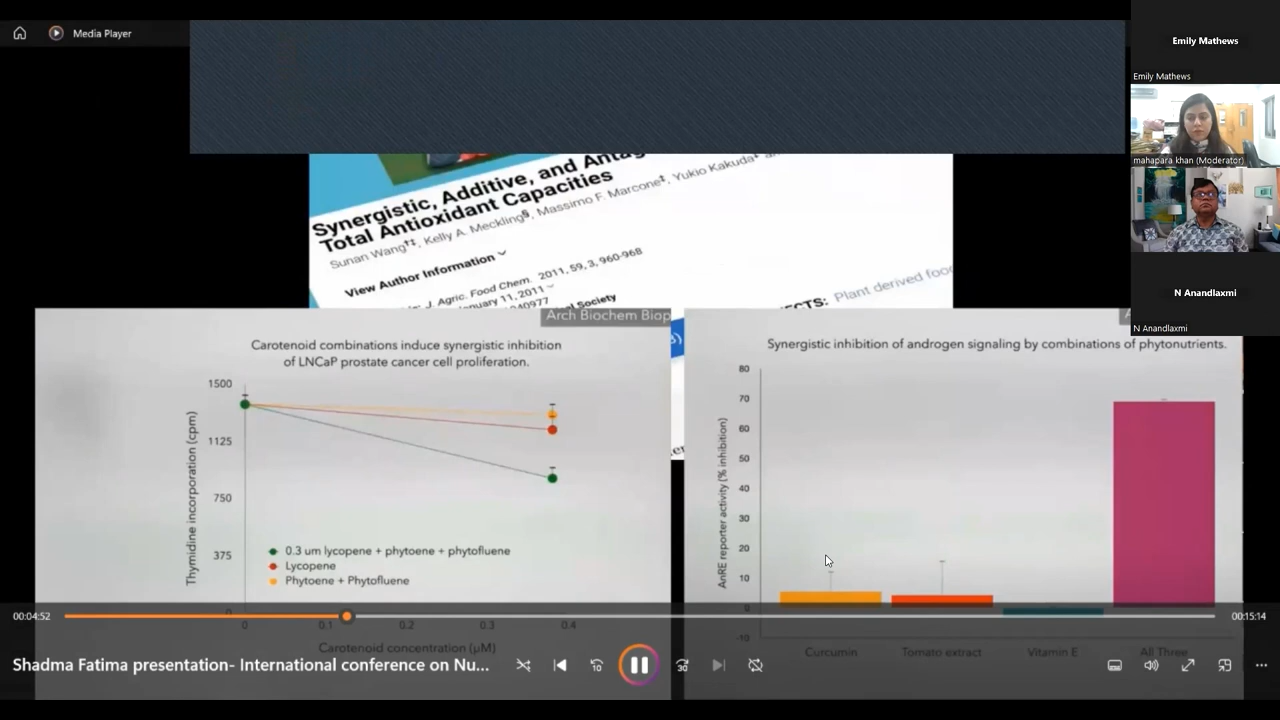 Media Player
Emily Mathews
Emily Mathews
mahapara khan (Moderator)
N Anandlaxmi
N Anandlaxmi
Synergistic, Additive, and
Total Antioxidant Capacities
Sunan Wang†‡, Kelly A. Meckling§, Massimo F. Marcone‡, Yukio Kakuda‡
View Author Information
J. Agric. Food Chem. 2011, 59, 3, 960-968
11, 2011
Society
Plant derived
Arch Biochem Biop
Carotenoid combinations induce synergistic inhibition
of LNCaP prostate cancer cell proliferation.
Thymidine incorporation (cpm)
1500
1125
750
375
0
0.3 um lycopene + phytoene + phytofluene
Lycopene
Phytoene + Phytofluene
0 0.1 0.2 0.3 0.4
Carotenoid concentration (µM)
Synergistic inhibition of androgen signaling by combinations of phytonutrients.
AnRE reporter activity (% inhibition)
80
70
60
50
40
30
20
10
0
-10
Curcumin Tomato extract Vitamin E All Three
00:04:52
00:15:14
Shadma Fatima presentation- International conference on Nu...
10
30